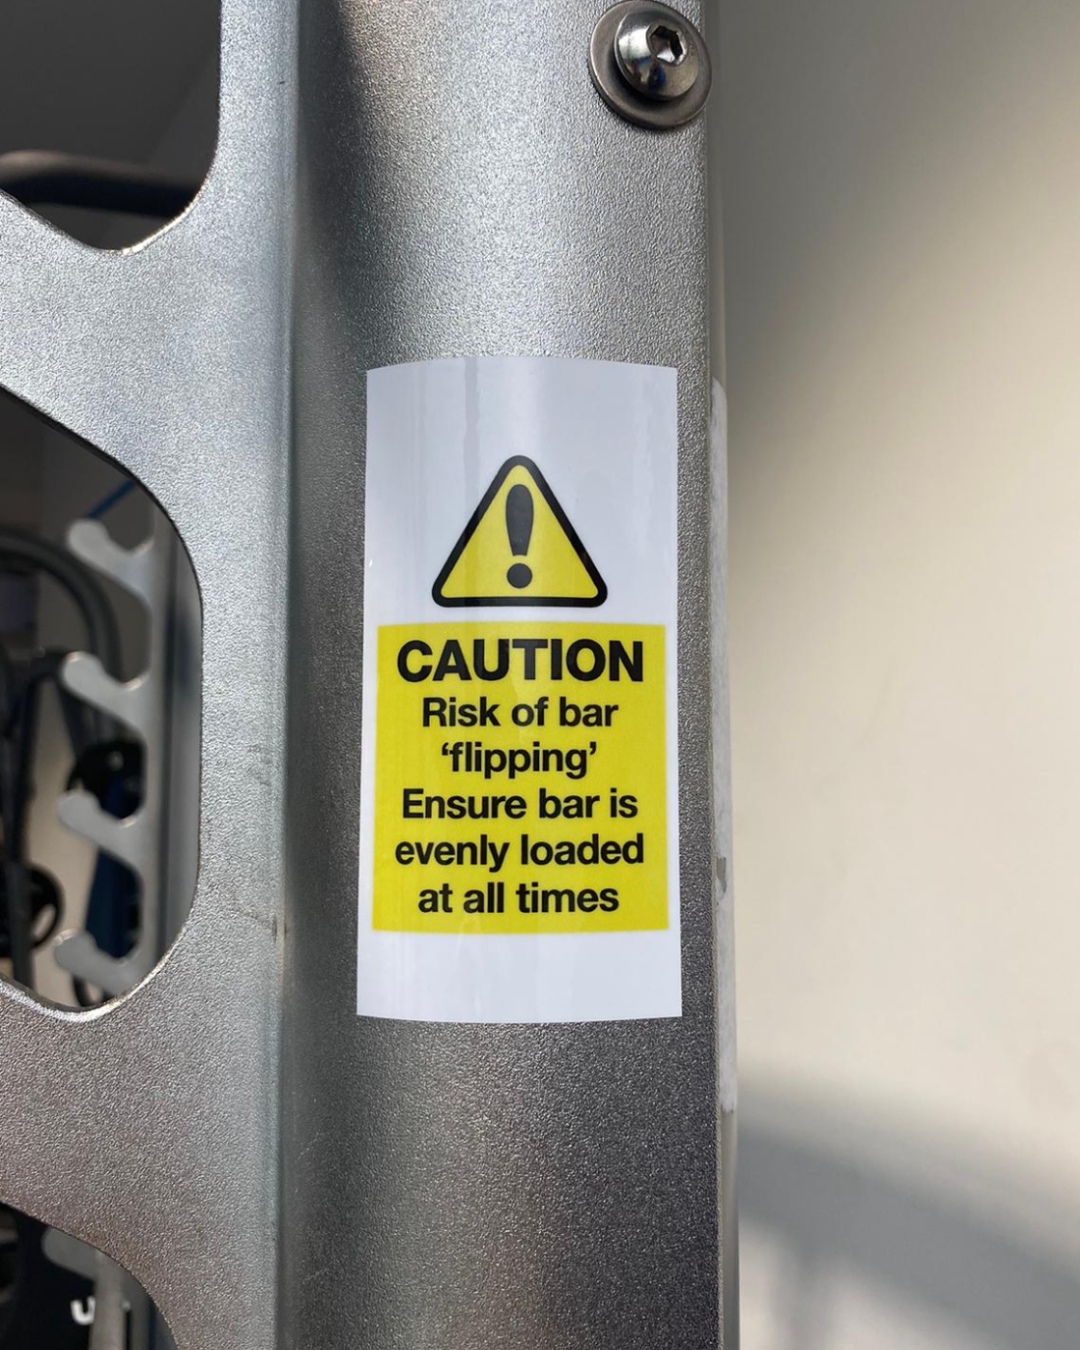 CAUTION
Risk of bar
‘flipping’
Ensure bar is
evenly loaded
at all times